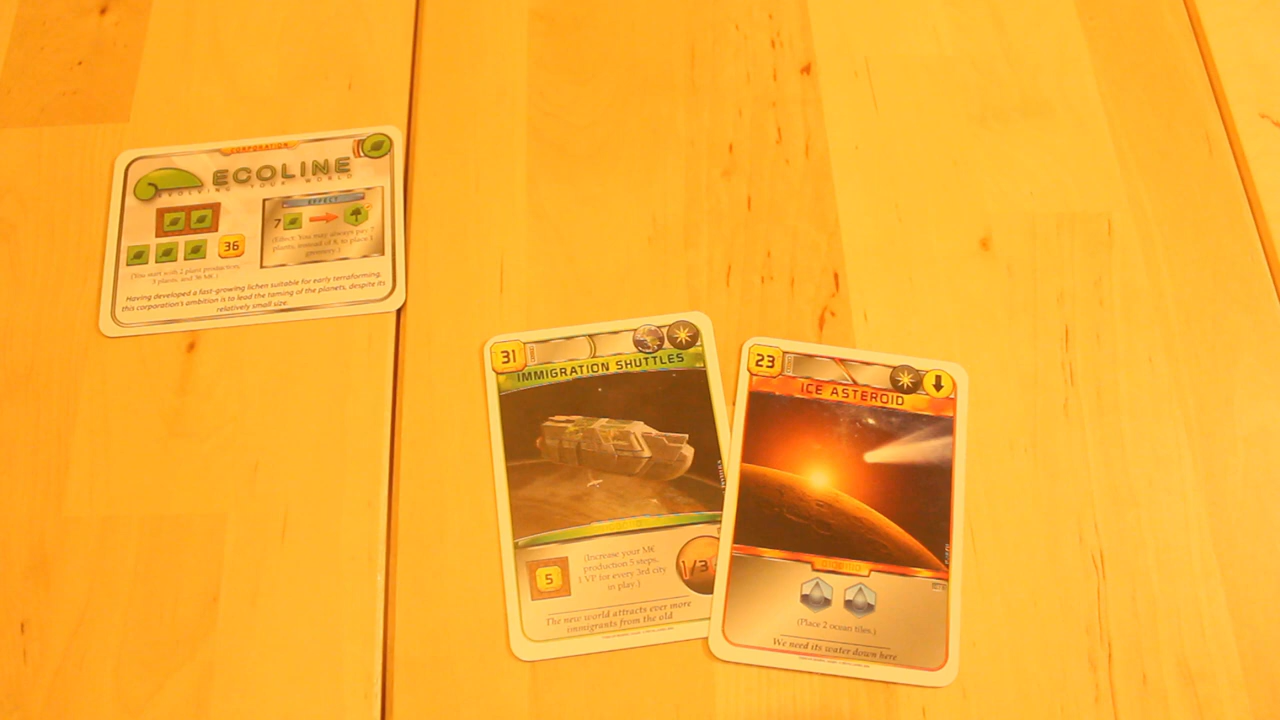 CORPORATION
ECOLINE
EVOLVING YOUR WORLD
EFFECT
7
36
(Effect: You may always pay 7
plants, instead of 8, to place 1
greenery.)
(You start with 2 plant production,
3 plants, and 36 M€.)
Having developed a fast-growing lichen suitable for early terraforming,
this corporation's ambition is to lead the taming of the planets, despite its
relatively small size.
31
IMMIGRATION SHUTTLES
5
(Increase your M€
production 5 steps.
1 VP for every 3rd city
in play.)
1/3
The new world attracts ever more
immigrants from the old
23
ICE ASTEROID
(Place 2 ocean tiles.)
We need its water down here